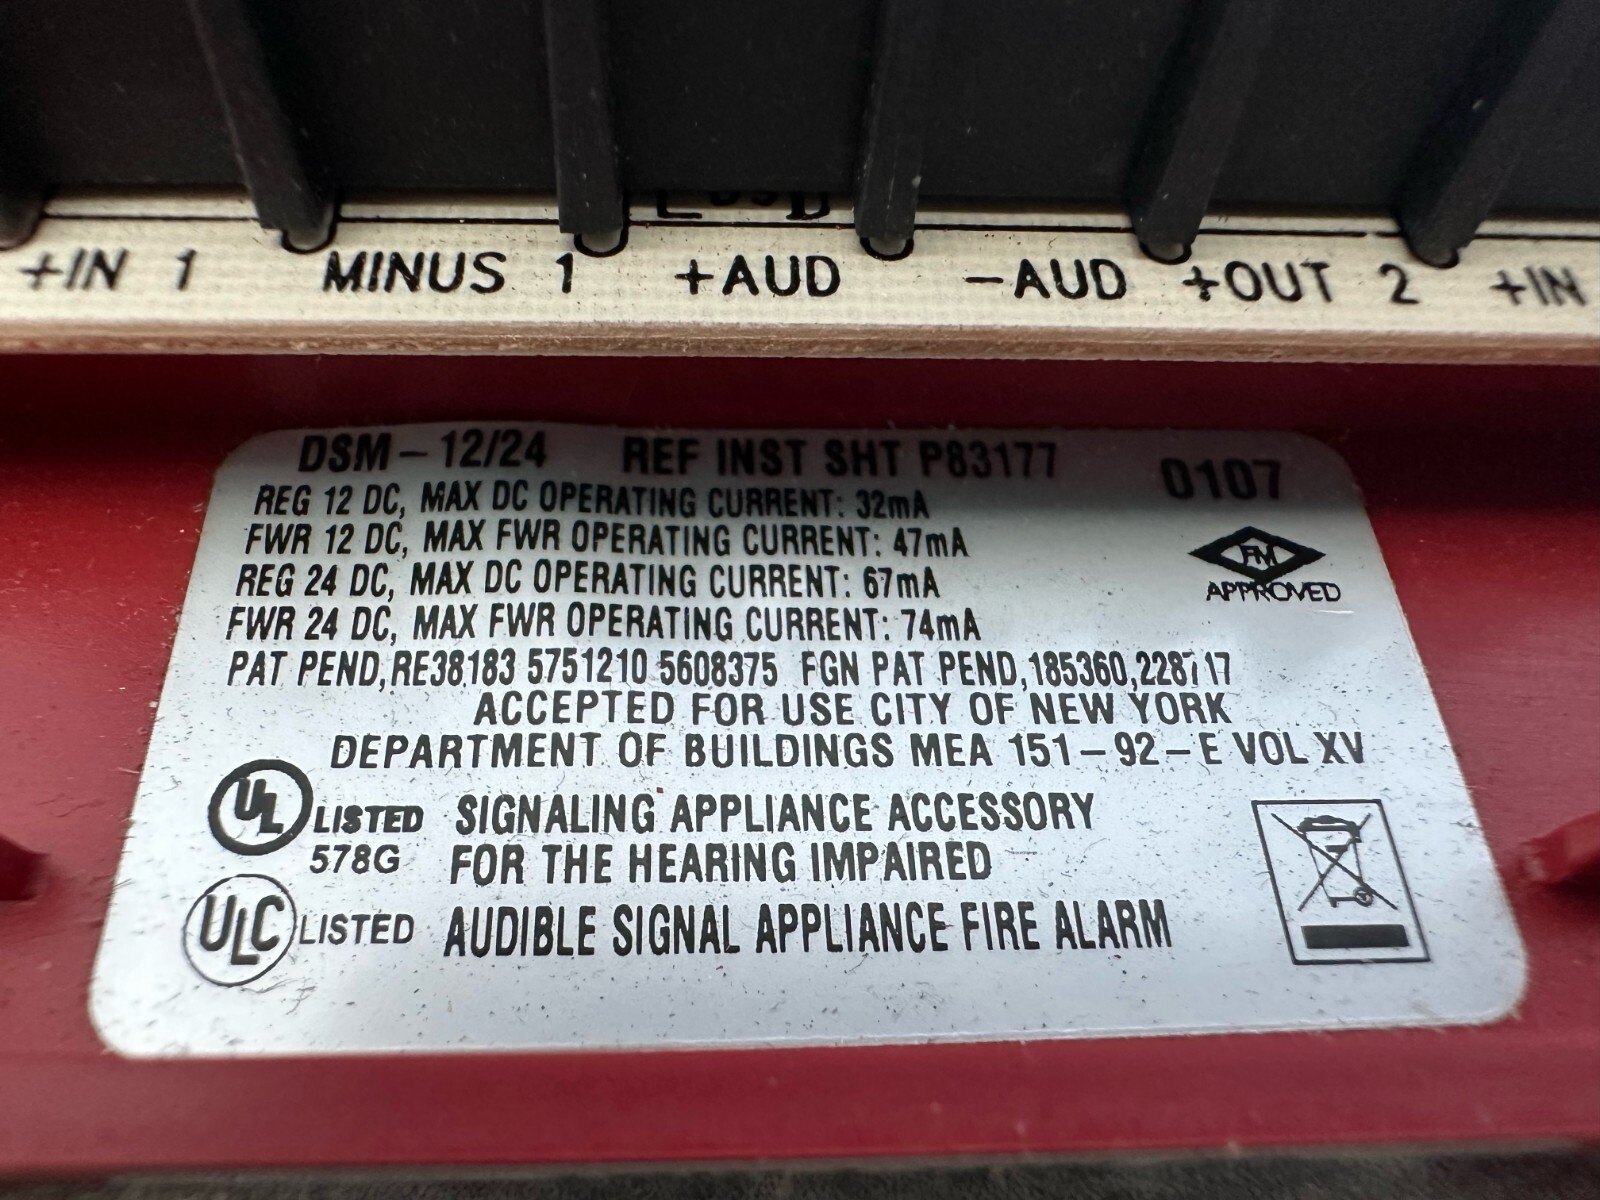 +IN 1 MINUS 1 +AUD -AUD +OUT 2 +IN
DSM - 12/24 REF INST SHT P83177 0107
REG 12 DC, MAX DC OPERATING CURRENT: 32mA
FWR 12 DC, MAX FWR OPERATING CURRENT: 47mA
REG 24 DC, MAX DC OPERATING CURRENT: 67mA
FWR 24 DC, MAX FWR OPERATING CURRENT: 74mA
FM
APPROVED
PAT PEND, RE38183 5751210 5608375 FGN PAT PEND, 185360, 228717
ACCEPTED FOR USE CITY OF NEW YORK
DEPARTMENT OF BUILDINGS MEA 151-92-E VOL XV
UL LISTED SIGNALING APPLIANCE ACCESSORY
578G FOR THE HEARING IMPAIRED
ULC LISTED AUDIBLE SIGNAL APPLIANCE FIRE ALARM